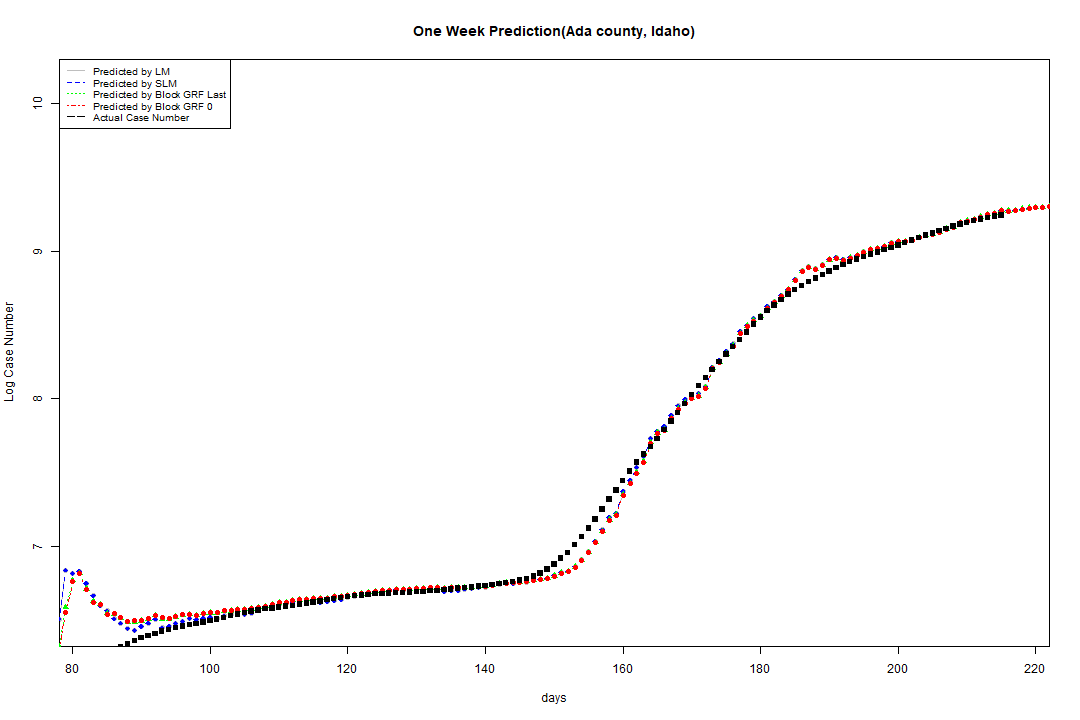 One Week Prediction(Ada county, Idaho)
Predicted by LM
Predicted by SLM
Predicted by Block GRF Last
Predicted by Block GRF 0
Actual Case Number
10
9
8
7
Log Case Number
80 100 120 140 160 180 200 220
days